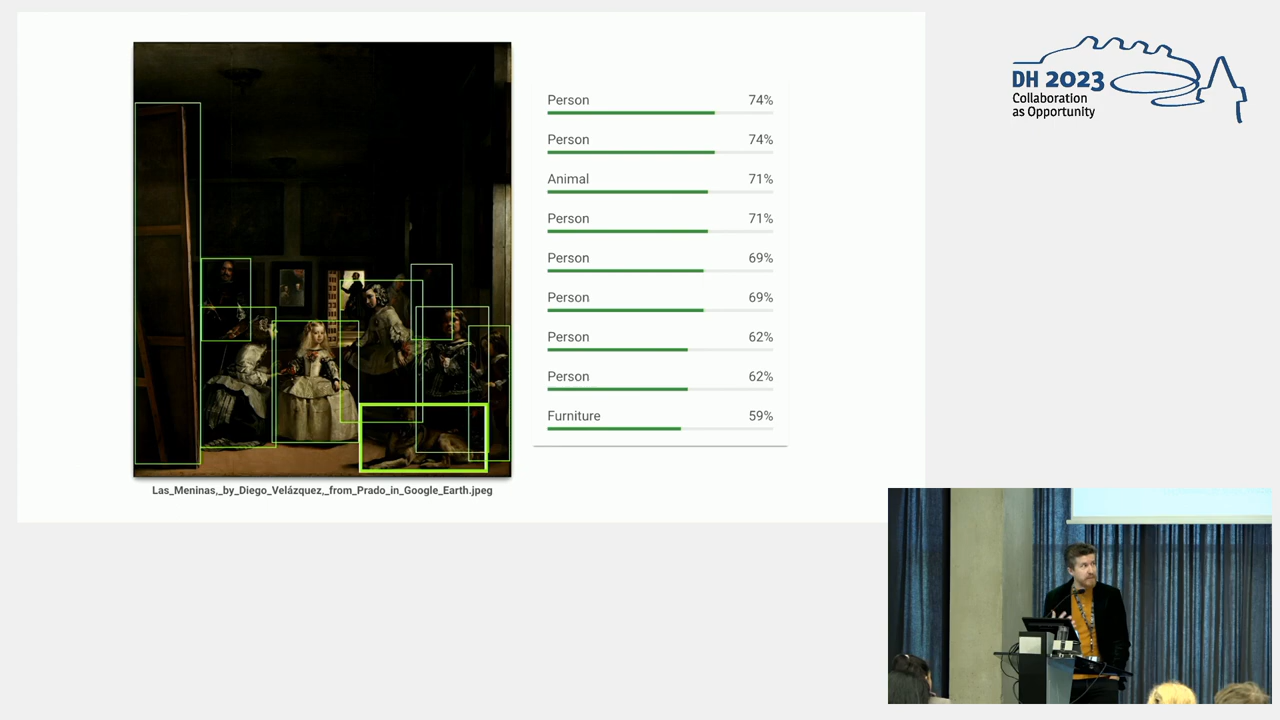 Person 74%
Person 74%
Animal 71%
Person 71%
Person 69%
Person 69%
Person 62%
Person 62%
Furniture 59%
Las_Meninas,_by_Diego_Velázquez,_from_Prado_in_Google_Earth.jpeg
DH 2023
Collaboration
as Opportunity